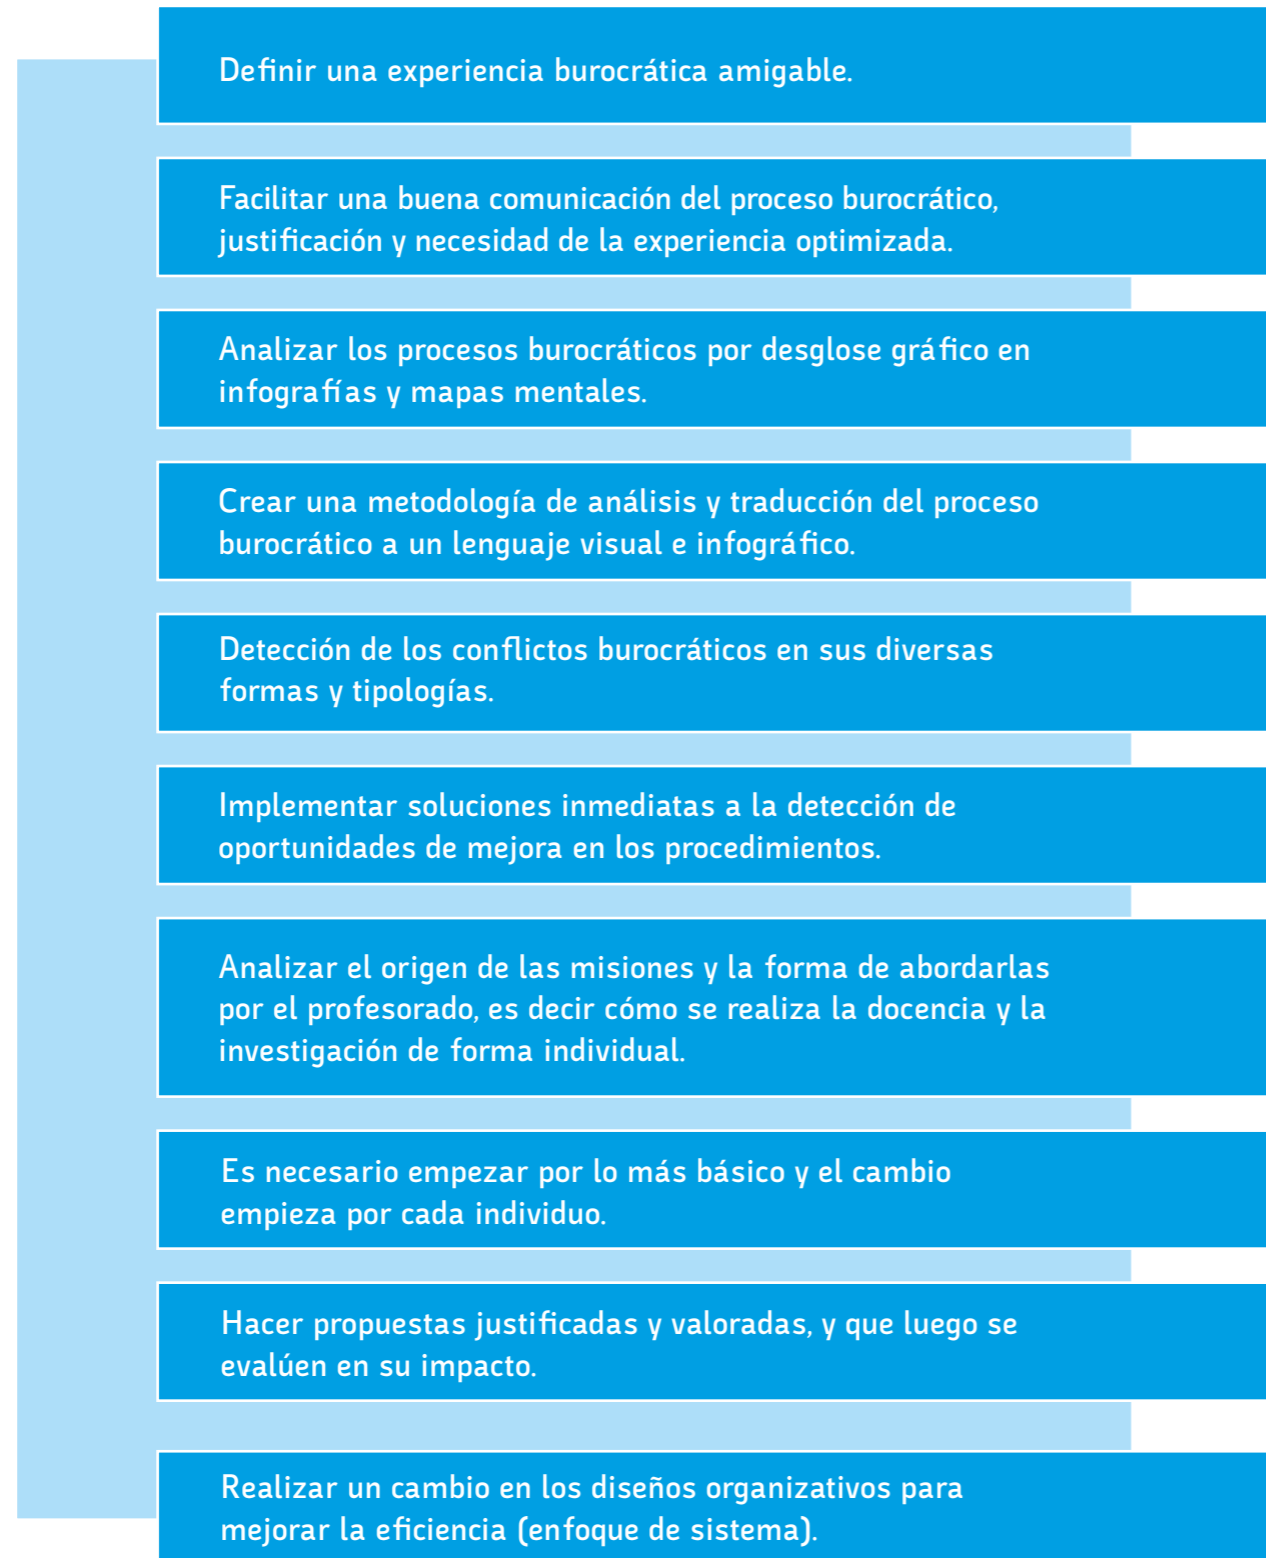 Definir una experiencia burocrática amigable.
Facilitar una buena comunicación del proceso burocrático,
justificación y necesidad de la experiencia optimizada.
Analizar los procesos burocráticos por desglose gráfico en
infografías y mapas mentales.
Crear una metodología de análisis y traducción del proceso
burocrático a un lenguaje visual e infográfico.
Detección de los conflictos burocráticos en sus diversas
formas y tipologías.
Implementar soluciones inmediatas a la detección de
oportunidades de mejora en los procedimientos.
Analizar el origen de las misiones y la forma de abordarlas
por el profesorado, es decir cómo se realiza la docencia y la
investigación de forma individual.
Es necesario empezar por lo más básico y el cambio
empieza por cada individuo.
Hacer propuestas justificadas y valoradas, y que luego se
evalúen en su impacto.
Realizar un cambio en los diseños organizativos para
mejorar la eficiencia (enfoque de sistema).